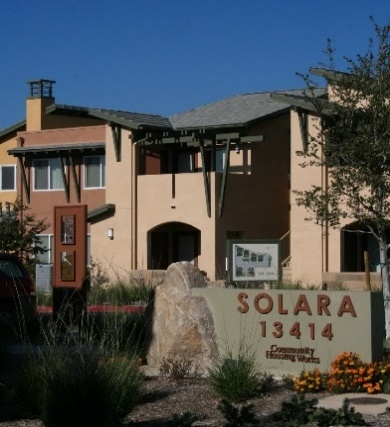 SOLARA
13414
Community
Housing Works